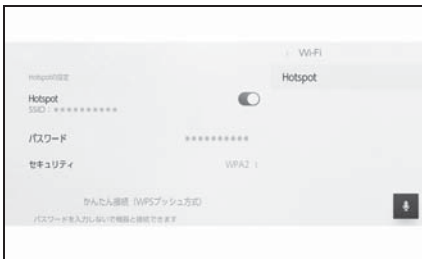 Wi-Fi
Hotspotの設定
Hotspot
Hotspot
SSID：**********
パスワード
**********
セキュリティ
WPA2
かんたん接続（WPSプッシュ方式）
パスワードを入力しないで機器と接続できます